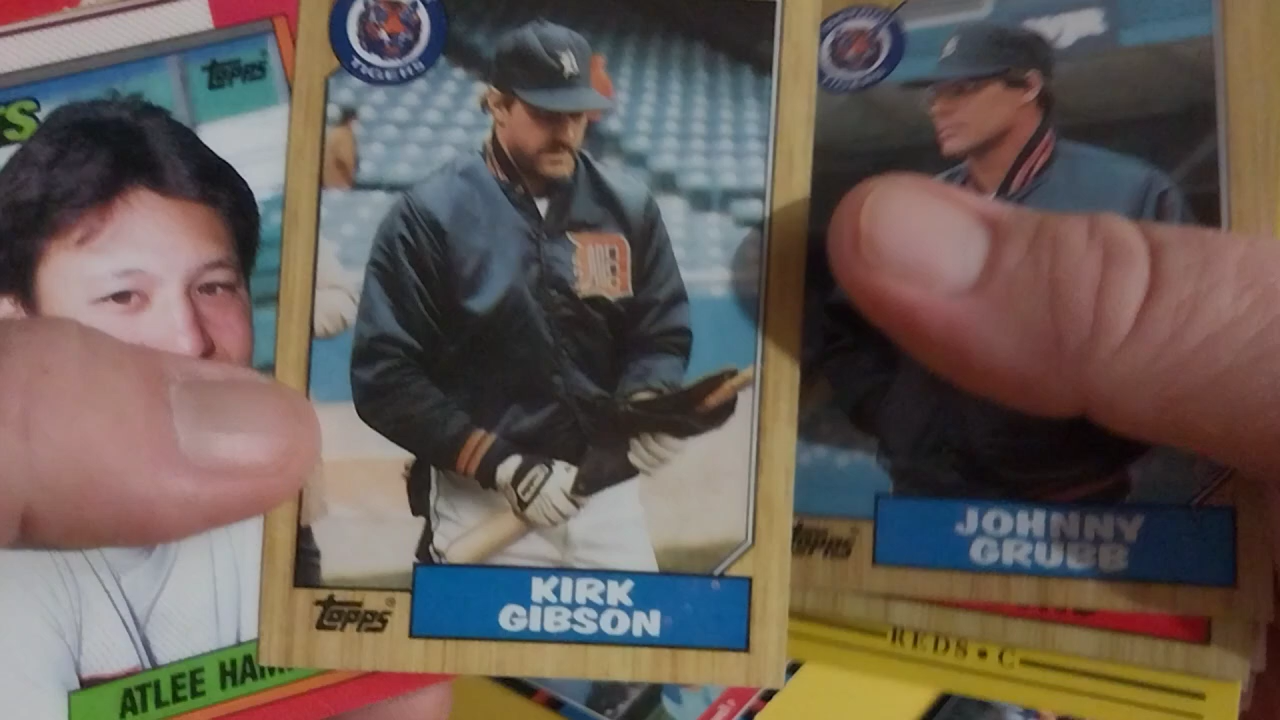 topps
TIGERS
KIRK
GIBSON
topps
JOHNNY
GRUBB
topps
REDS • C
ATLEE HAM